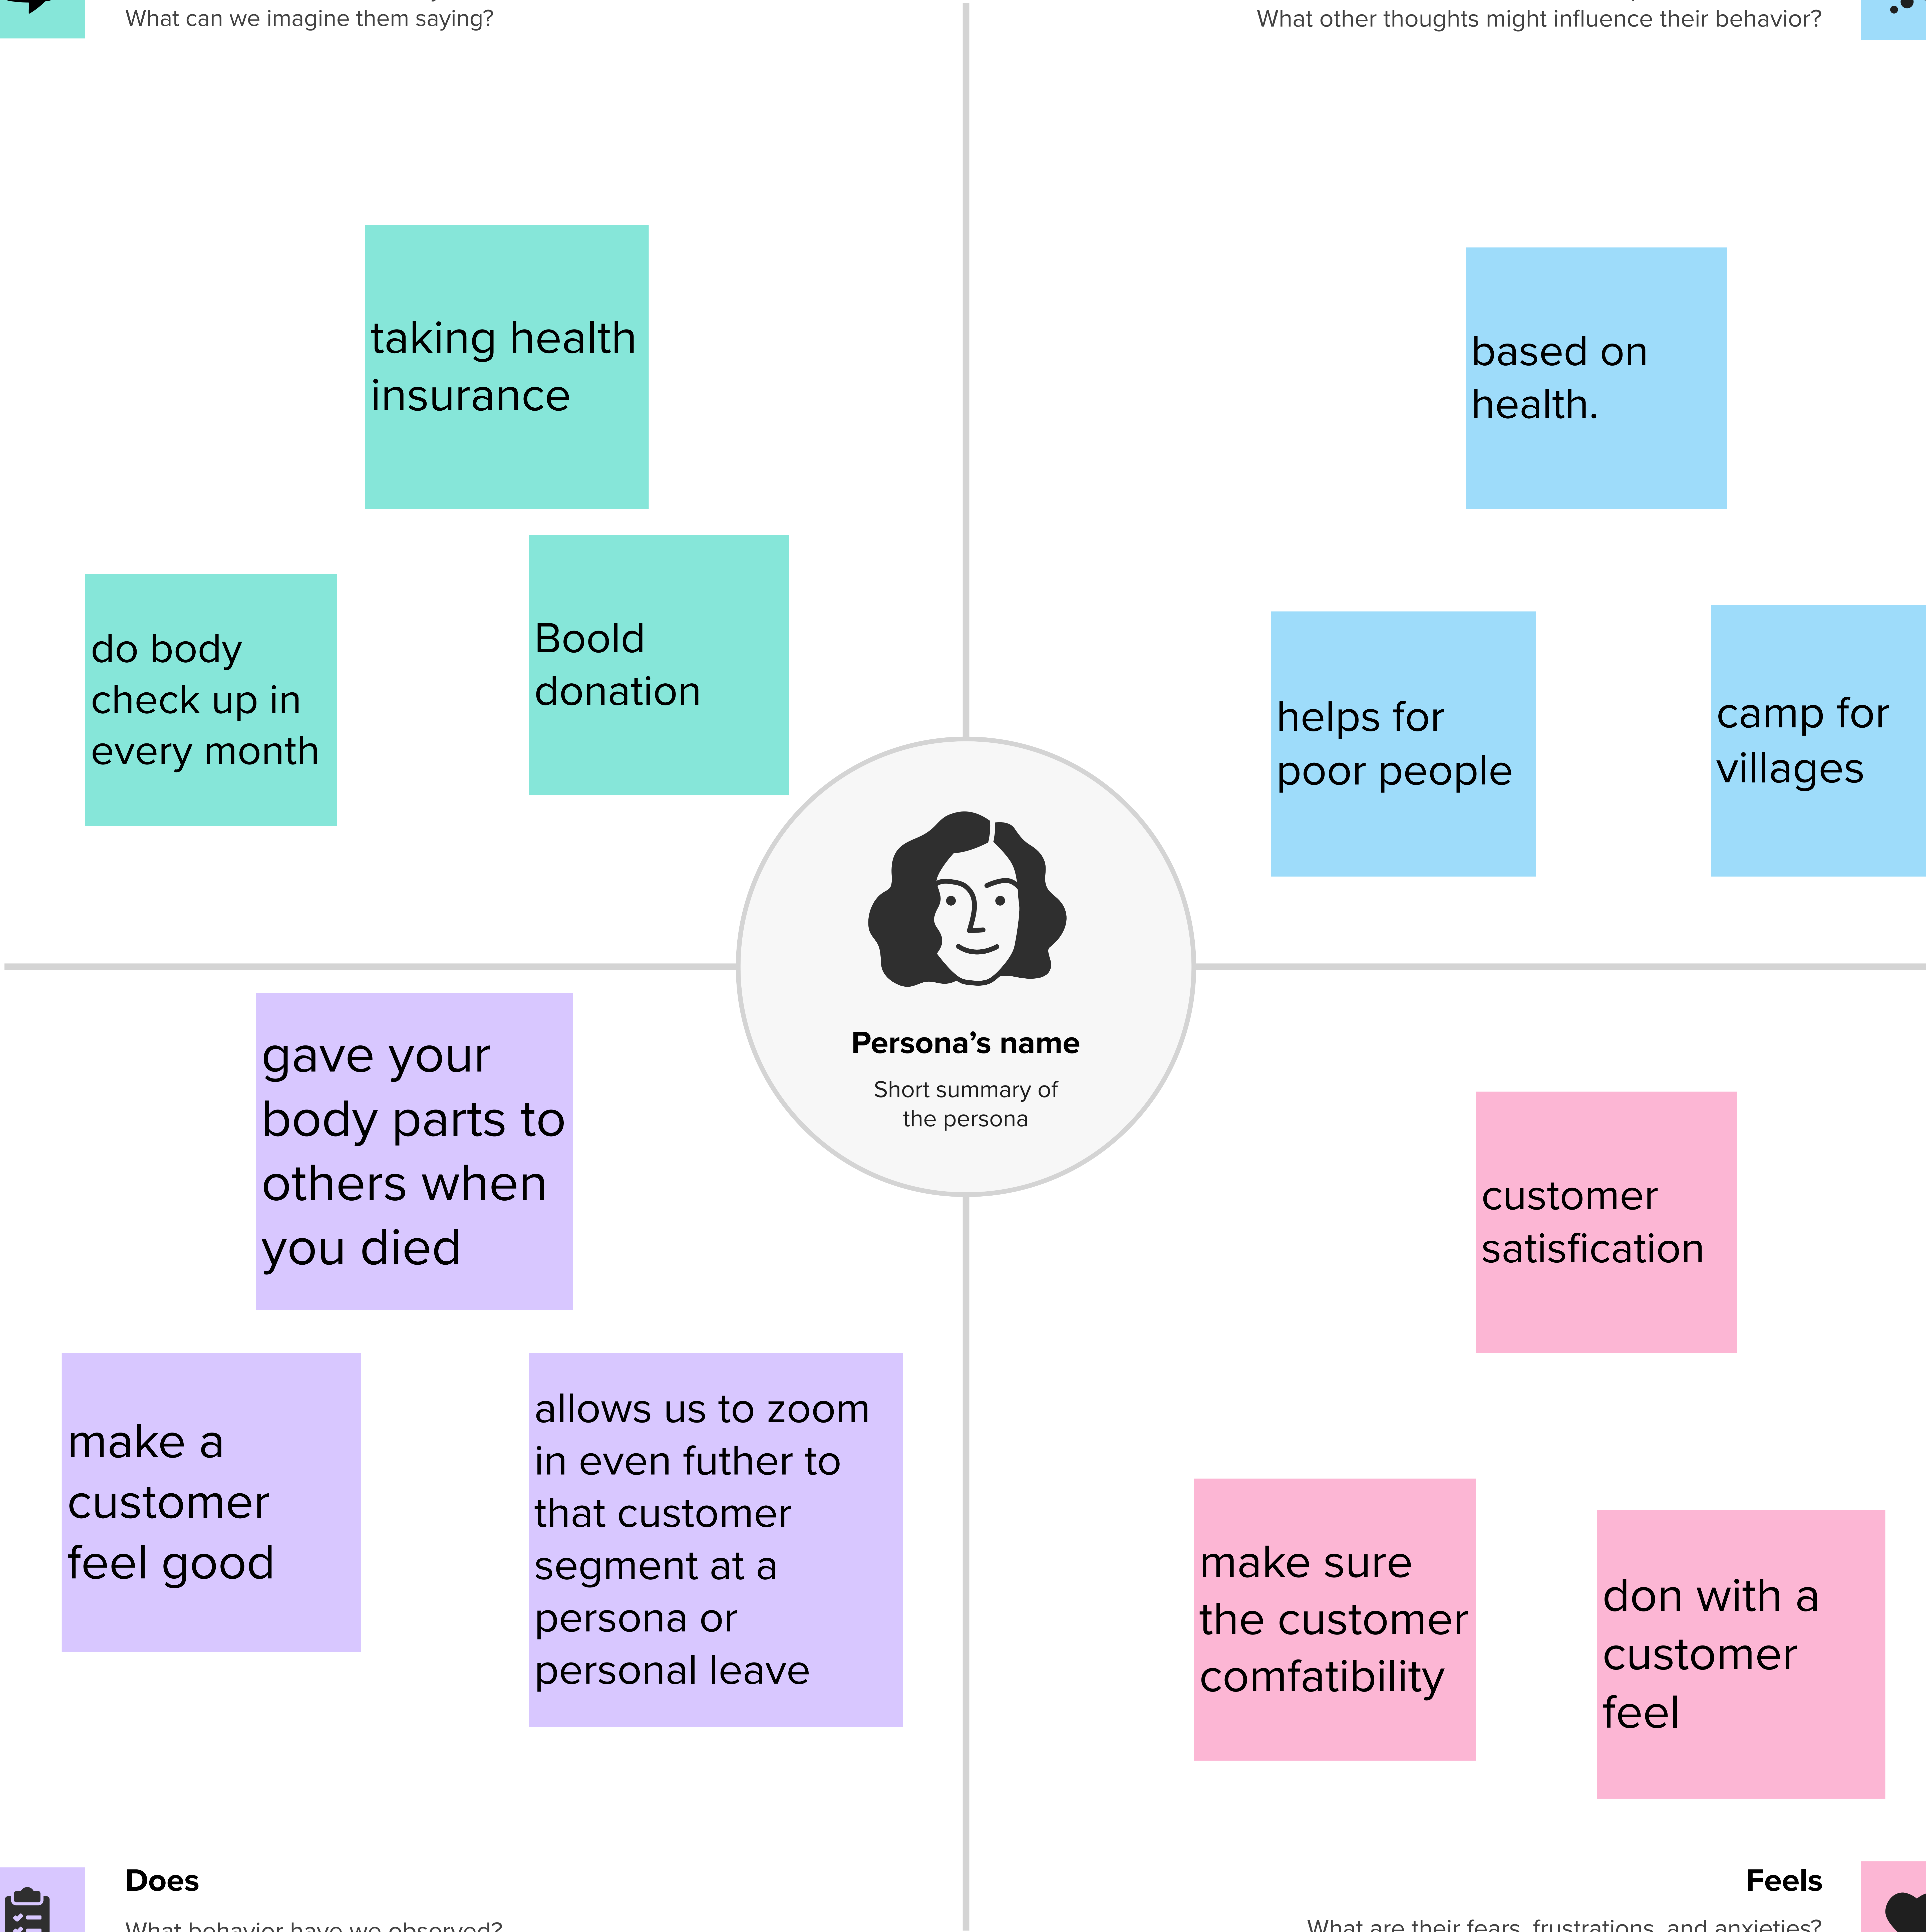 What can we imagine them saying?
What other thoughts might influence their behavior?
taking health
insurance
do body
check up in
every month
Boold
donation
based on
health.
helps for
poor people
camp for
villages
Persona’s name
Short summary of
the persona
gave your
body parts to
others when
you died
make a
customer
feel good
allows us to zoom
in even futher to
that customer
segment at a
persona or
personal leave
customer
satisfication
make sure
the customer
comfatibility
don with a
customer
feel
Does
What behavior have we observed?
Feels
What are their fears, frustrations, and anxieties?